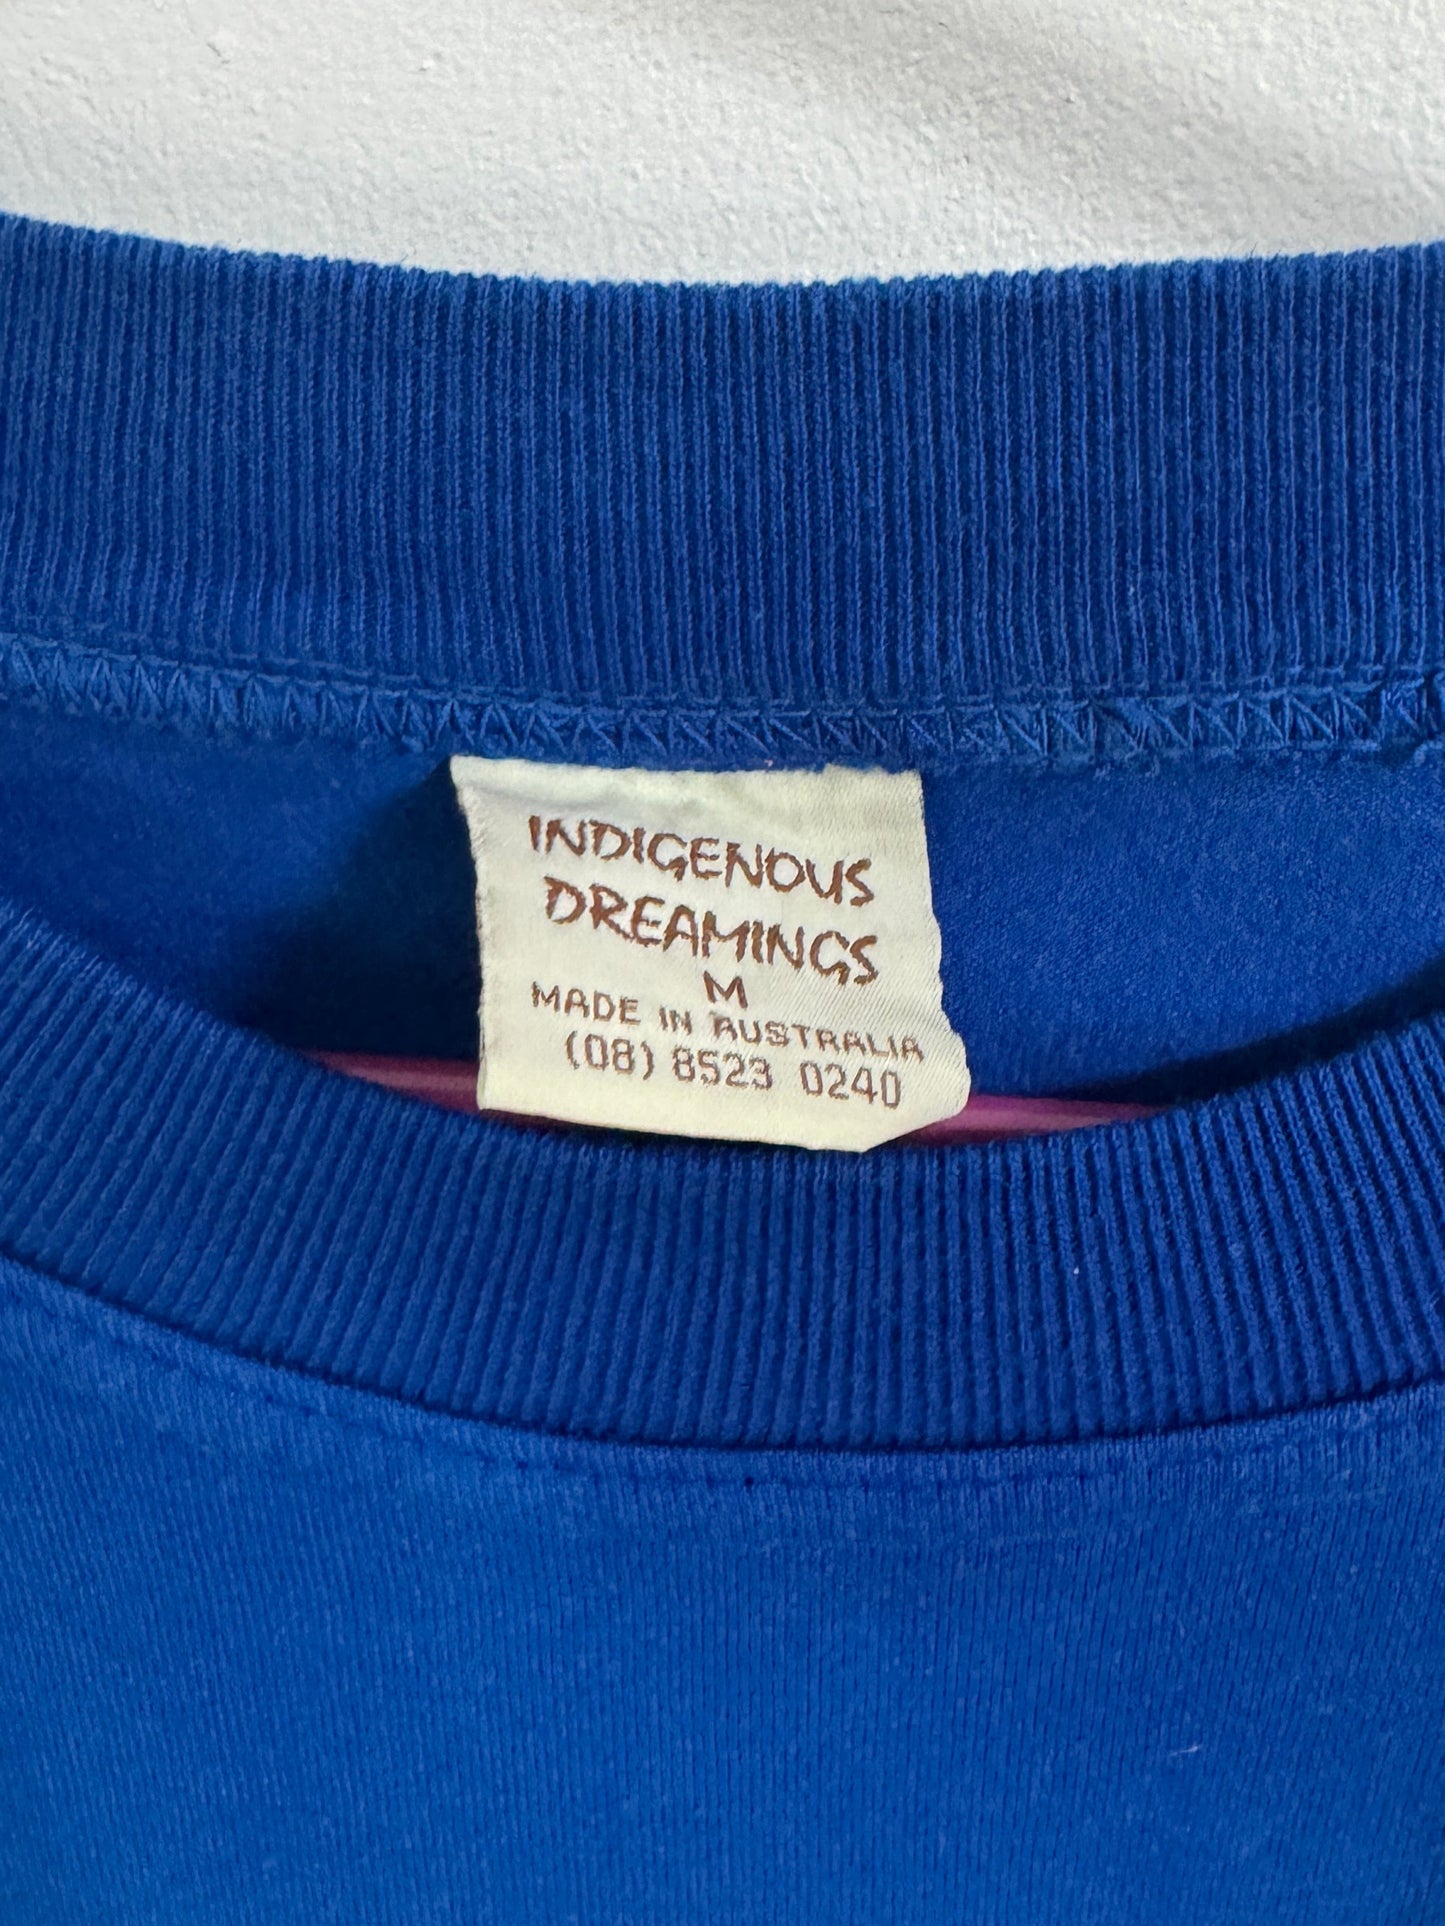 INDIGENOUS
DREAMINGS
M
MADE IN AUSTRALIA
(08) 8523 0240